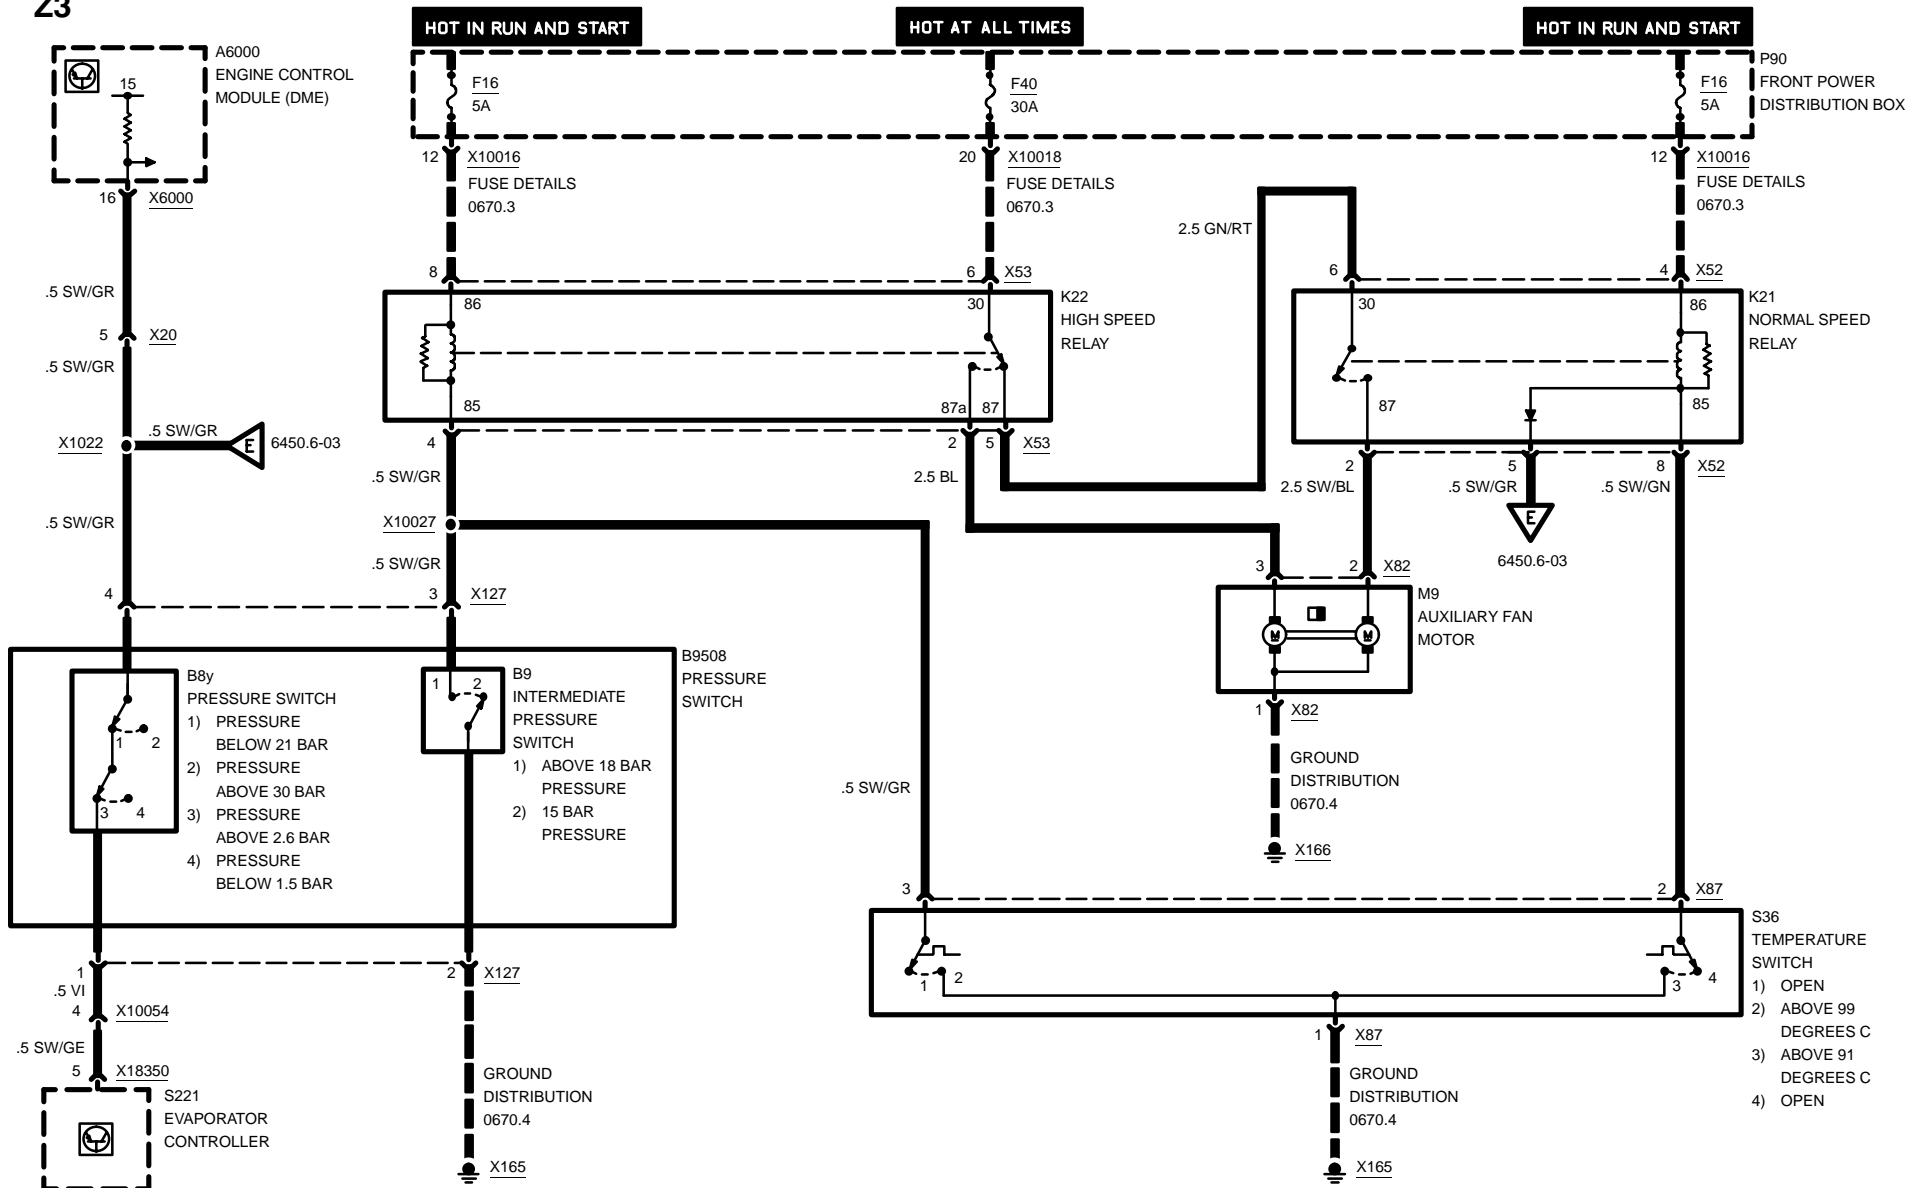 Z3
HOT IN RUN AND START
HOT AT ALL TIMES
HOT IN RUN AND START
A6000
ENGINE CONTROL
MODULE (DME)
15
16
X6000
F16
5A
F40
30A
F16
5A
P90
FRONT POWER
DISTRIBUTION BOX
12
X10016
FUSE DETAILS
0670.3
20
X10018
FUSE DETAILS
0670.3
12
X10016
FUSE DETAILS
0670.3
2.5 GN/RT
.5 SW/GR
5
X20
.5 SW/GR
8
6
X53
86
30
K22
HIGH SPEED
RELAY
85
87a
87
4
2
5
X53
6
4
X52
30
86
K21
NORMAL SPEED
RELAY
87
85
2
5
8
X52
X1022
.5 SW/GR
E
6450.6-03
.5 SW/GR
.5 SW/GR
2.5 BL
2.5 SW/BL
.5 SW/GR
.5 SW/GN
E
6450.6-03
X10027
.5 SW/GR
4
3
X127
3
2
X82
M9
AUXILIARY FAN
MOTOR
M
M
1
X82
GROUND
DISTRIBUTION
0670.4
X166
B9508
PRESSURE
SWITCH
B8y
PRESSURE SWITCH
1) PRESSURE
BELOW 21 BAR
2) PRESSURE
ABOVE 30 BAR
3) PRESSURE
ABOVE 2.6 BAR
4) PRESSURE
BELOW 1.5 BAR
1
2
3
4
1
2
B9
INTERMEDIATE
PRESSURE
SWITCH
1) ABOVE 18 BAR
PRESSURE
2) 15 BAR
PRESSURE
.5 SW/GR
3
2
X87
1
2
3
4
S36
TEMPERATURE
SWITCH
1) OPEN
2) ABOVE 99
DEGREES C
3) ABOVE 91
DEGREES C
4) OPEN
1
X87
GROUND
DISTRIBUTION
0670.4
X165
1
2
X127
.5 VI
4
X10054
.5 SW/GE
5
X18350
S221
EVAPORATOR
CONTROLLER
GROUND
DISTRIBUTION
0670.4
X165